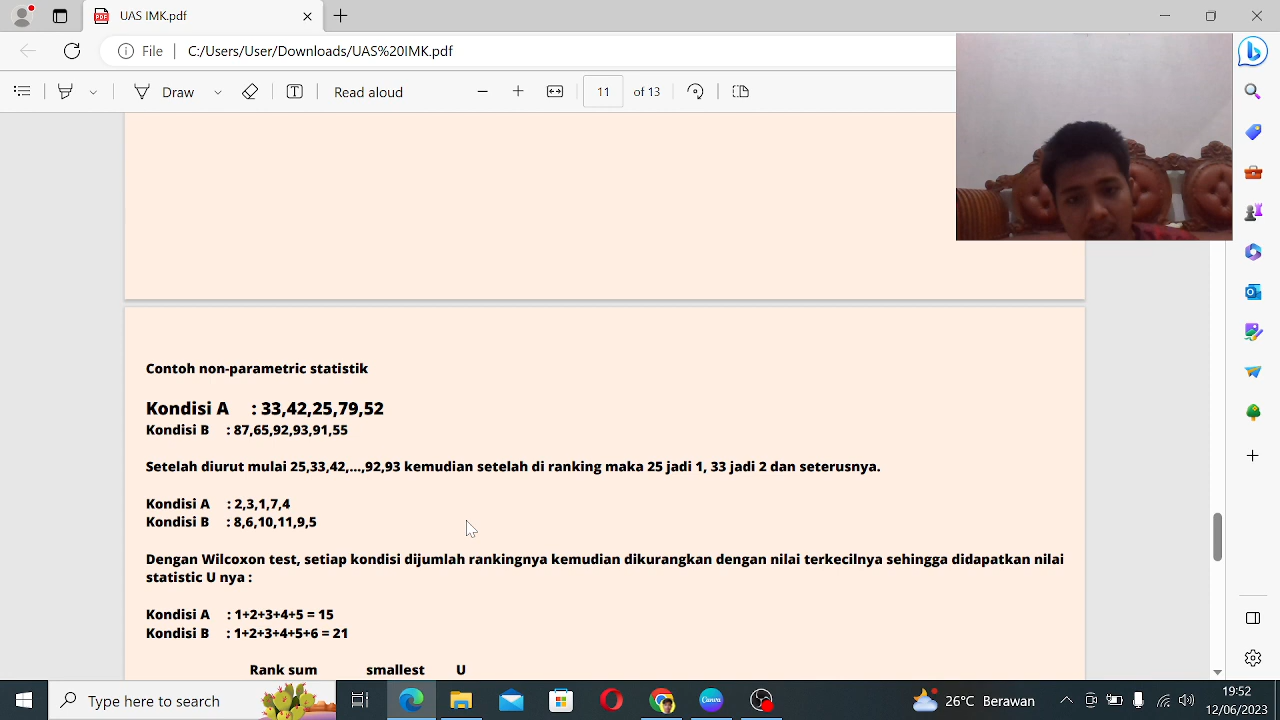 UAS IMK.pdf
File
C:/Users/User/Downloads/UAS%20IMK.pdf
Draw
Read aloud
11 of 13
Contoh non-parametric statistik
Kondisi A : 33,42,25,79,52
Kondisi B : 87,65,92,93,91,55
Setelah diurut mulai 25,33,42,...,92,93 kemudian setelah di ranking maka 25 jadi 1, 33 jadi 2 dan seterusnya.
Kondisi A : 2,3,1,7,4
Kondisi B : 8,6,10,11,9,5
Dengan Wilcoxon test, setiap kondisi dijumlah rankingnya kemudian dikurangkan dengan nilai terkecilnya sehingga didapatkan nilai
statistic U nya :
Kondisi A : 1+2+3+4+5 = 15
Kondisi B : 1+2+3+4+5+6 = 21
Rank sum smallest U
Type here to search
Canva
26°C Berawan
19:52
12/06/2023